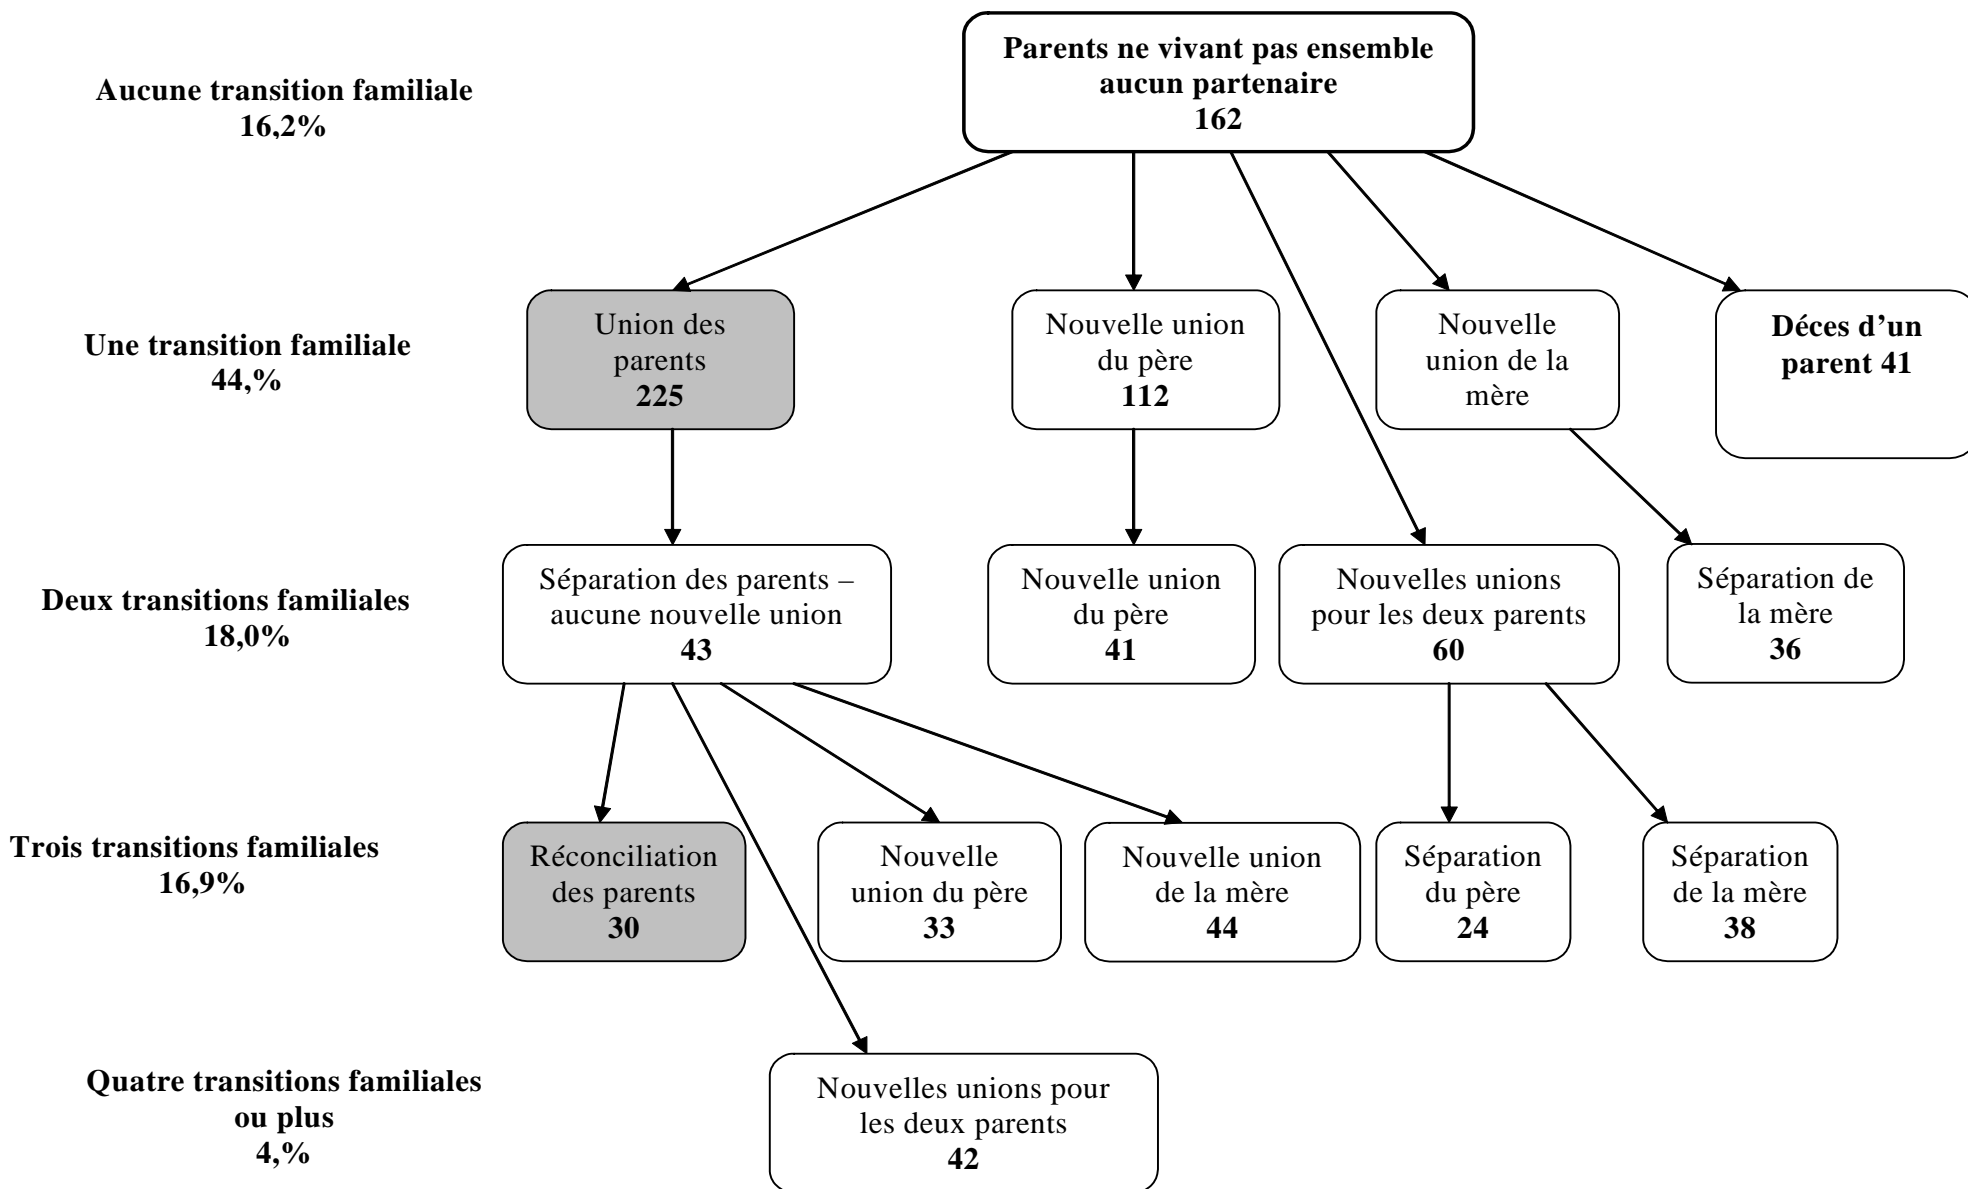 Parents ne vivant pas ensemble
aucun partenaire
162
Aucune transition familiale
16,2%
Une transition familiale
44,%
Union des
parents
225
Nouvelle union
du père
112
Nouvelle
union de la
mère
Déces d’un
parent 41
Deux transitions familiales
18,0%
Séparation des parents –
aucune nouvelle union
43
Nouvelle union
du père
41
Nouvelles unions
pour les deux parents
60
Séparation de
la mère
36
Trois transitions familiales
16,9%
Réconciliation
des parents
30
Nouvelle
union du père
33
Nouvelle union
de la mère
44
Séparation
du père
24
Séparation
de la mère
38
Quatre transitions familiales
ou plus
4,%
Nouvelles unions pour
les deux parents
42